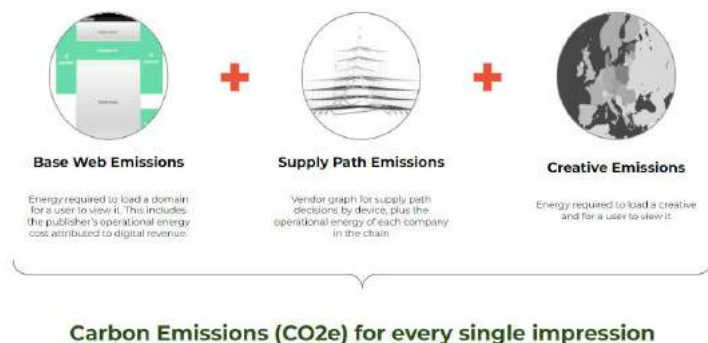 Base Web Emissions
Energy required to load a domain
for a user to view it. This includes
the publisher's operational energy
cost attributed to digital revenue.
Supply Path Emissions
Vendor graph for supply path
decisions by device, plus the
operational energy of each company
in the chain
Creative Emissions
Energy required to load a creative
and for a user to view it
Carbon Emissions (CO2e) for every single impression